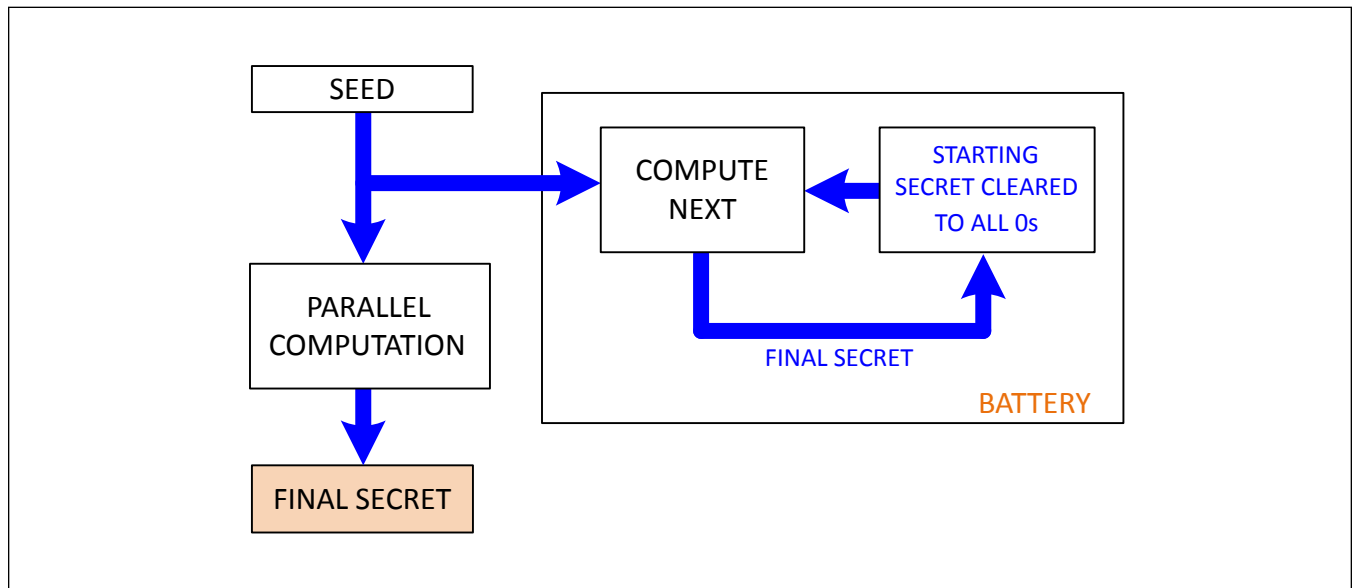 SEED
COMPUTE
NEXT
STARTING
SECRET CLEARED
TO ALL 0s
PARALLEL
COMPUTATION
FINAL SECRET
BATTERY
FINAL SECRET